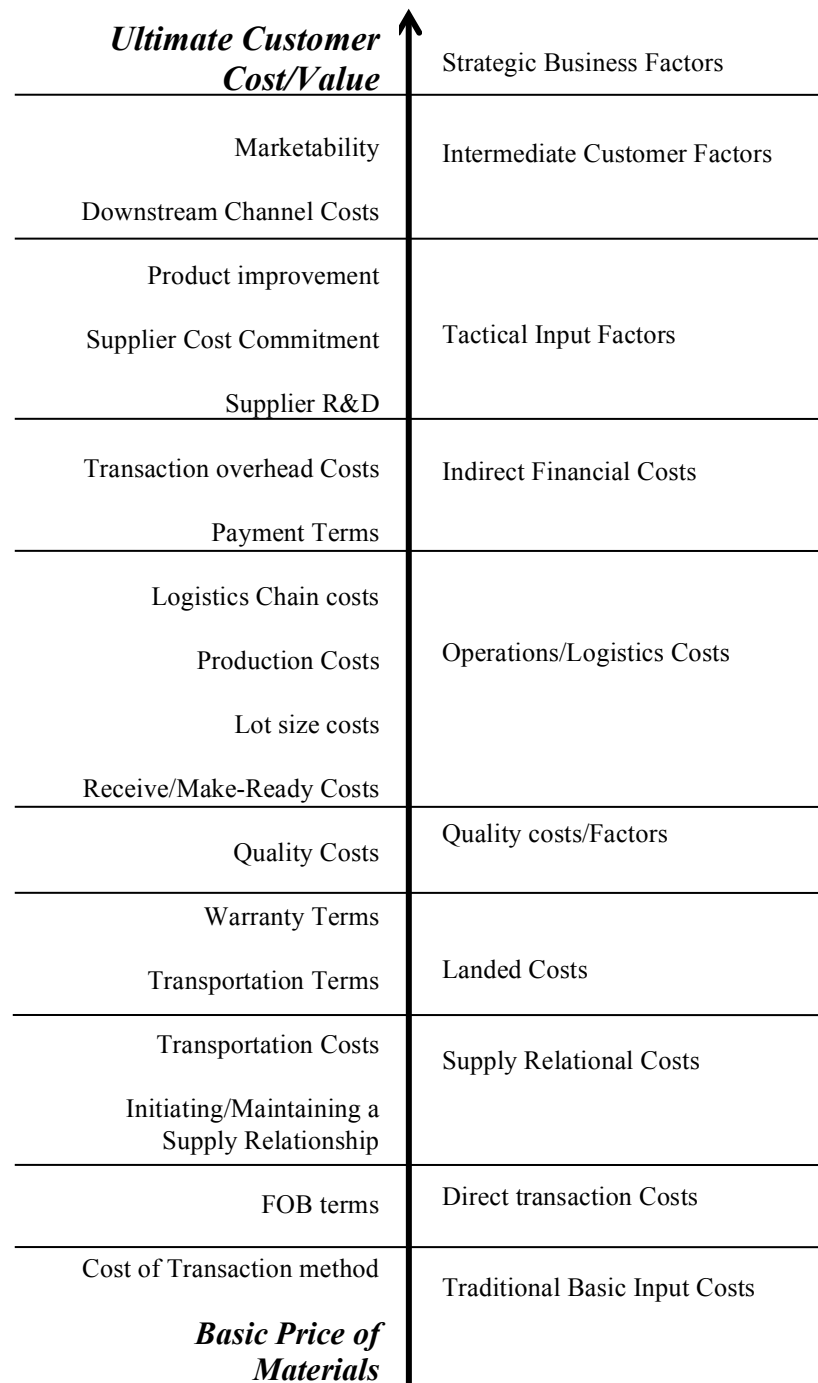 Ultimate Customer
Cost/Value
Strategic Business Factors
Marketability
Intermediate Customer Factors
Downstream Channel Costs
Product improvement
Supplier Cost Commitment
Tactical Input Factors
Supplier R&D
Transaction overhead Costs
Indirect Financial Costs
Payment Terms
Logistics Chain costs
Production Costs
Operations/Logistics Costs
Lot size costs
Receive/Make-Ready Costs
Quality Costs
Quality costs/Factors
Warranty Terms
Transportation Terms
Landed Costs
Transportation Costs
Supply Relational Costs
Initiating/Maintaining a
Supply Relationship
FOB terms
Direct transaction Costs
Cost of Transaction method
Traditional Basic Input Costs
Basic Price of
Materials